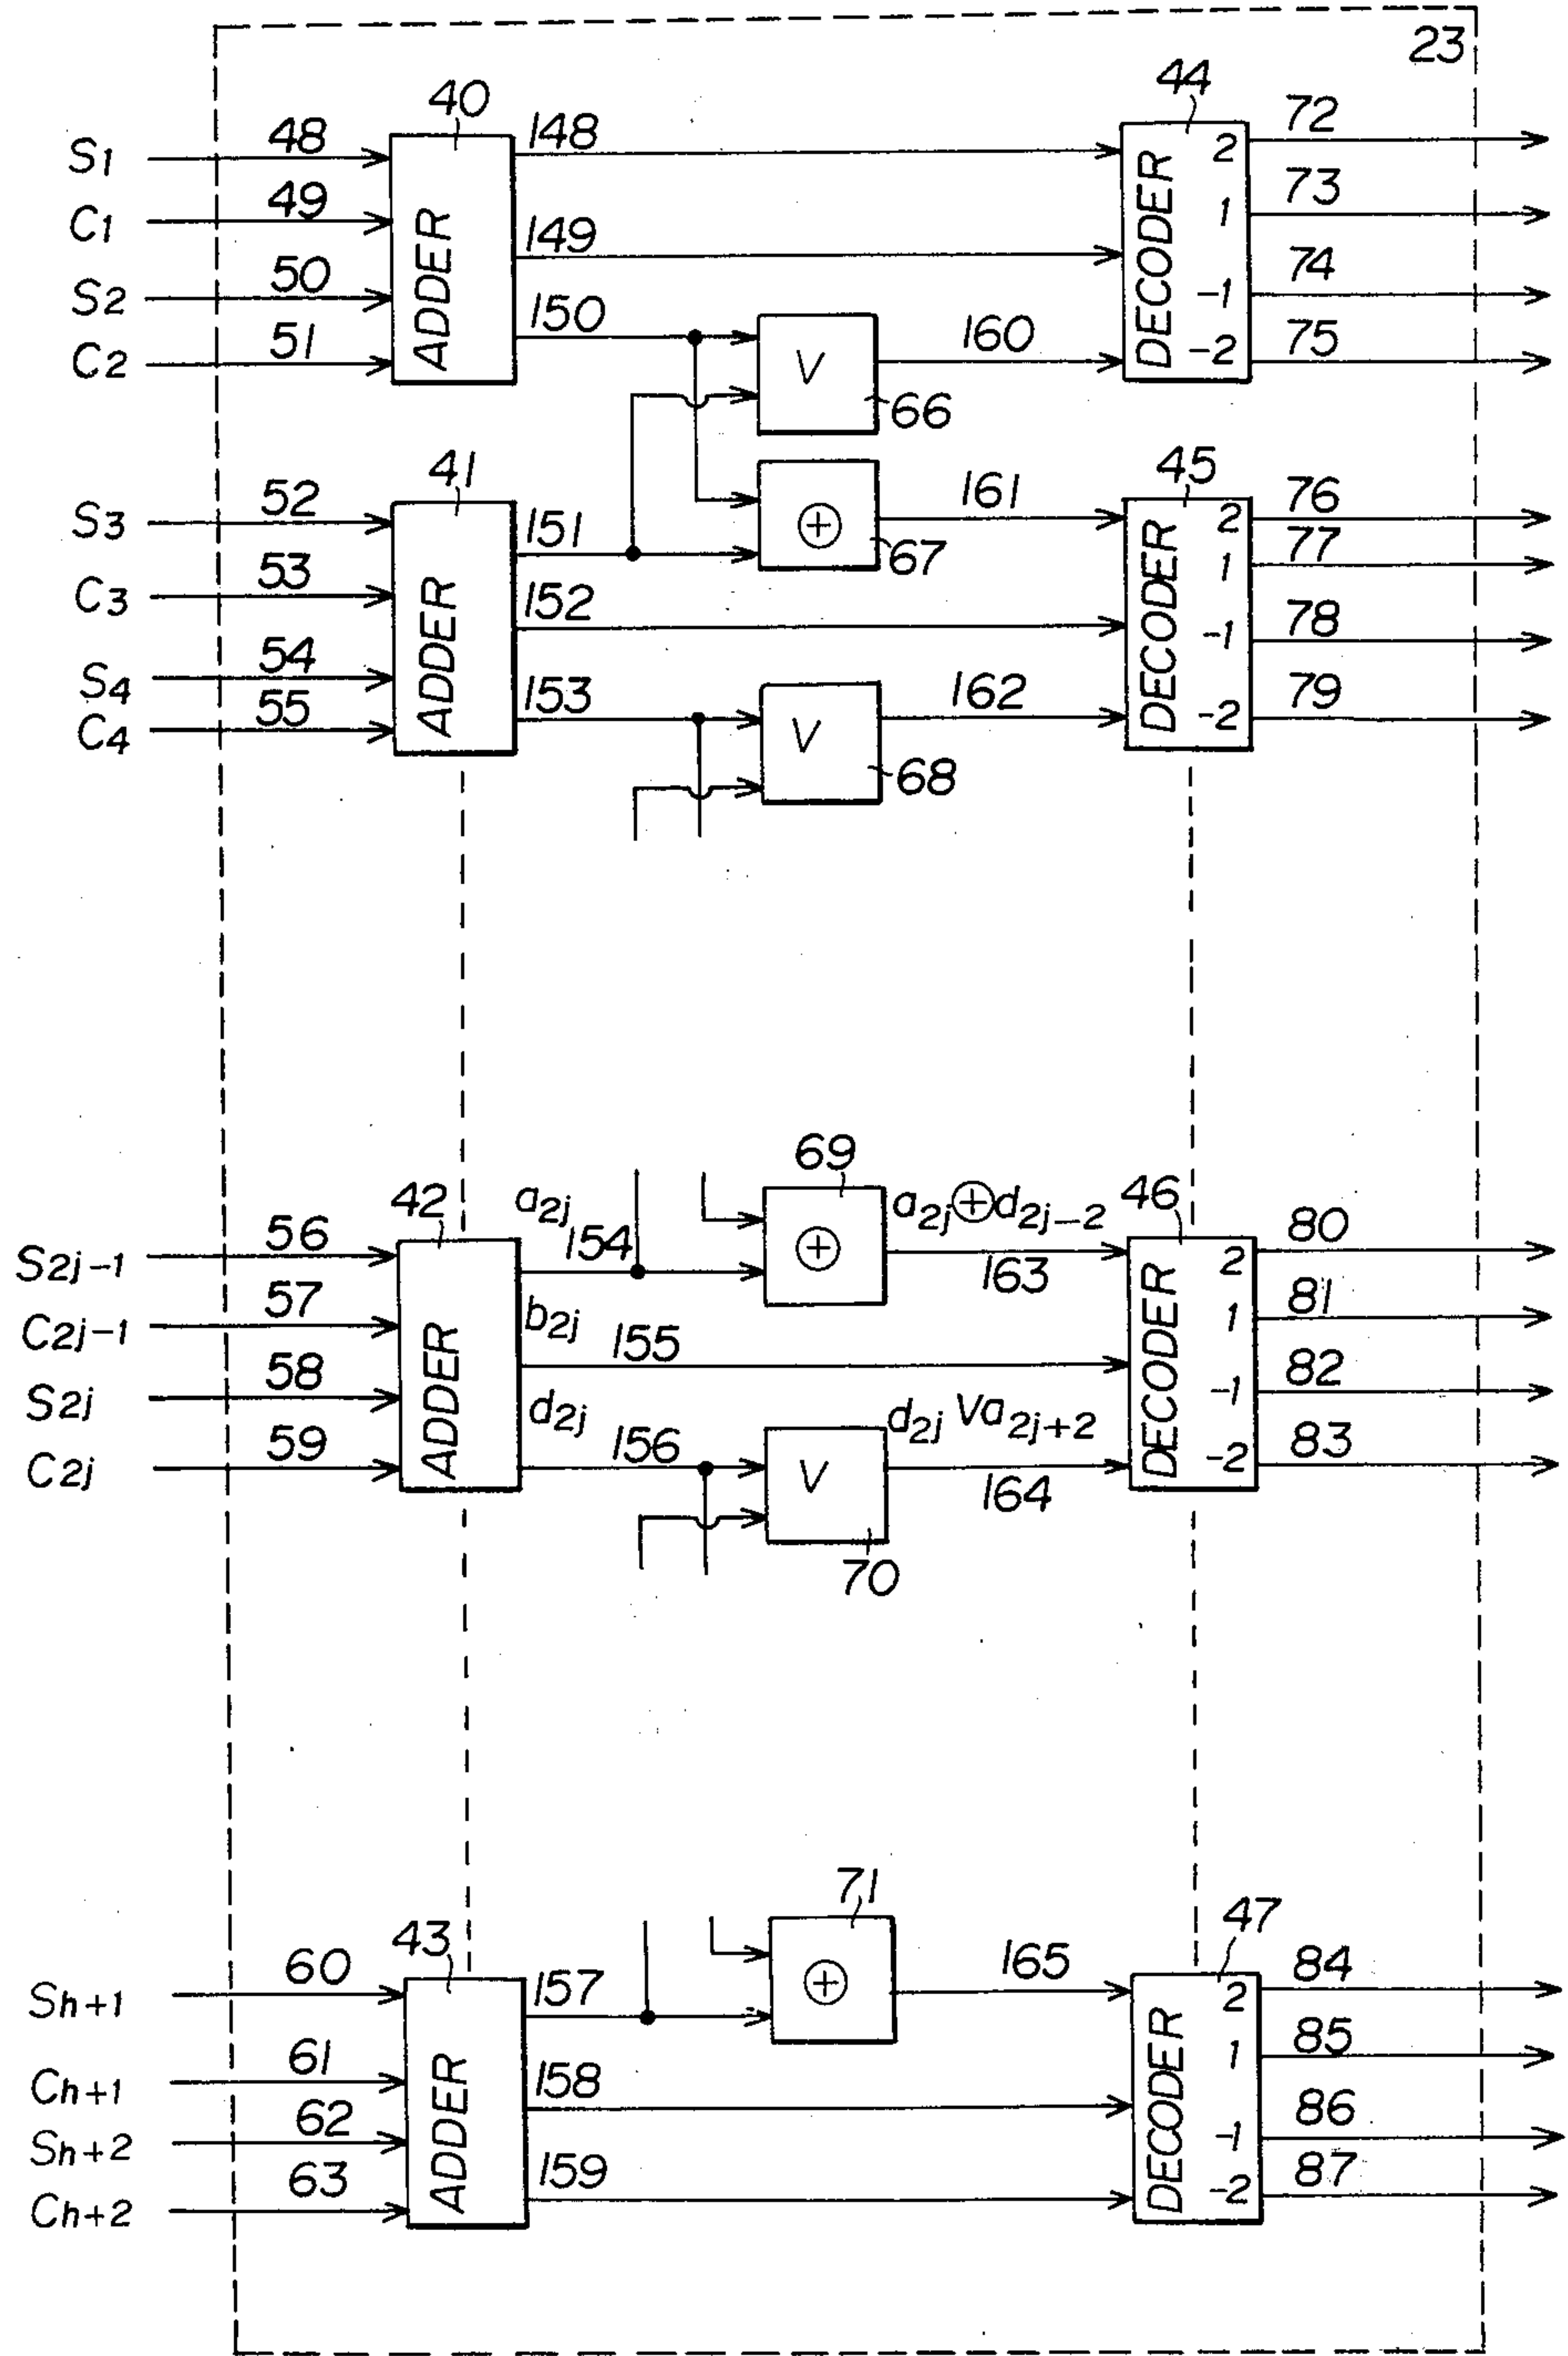 23
40
44
S1 48 148 2 72
C1 49 149 1 73
S2 50 -1 74
C2 51 150 V 160 -2 75
ADDER
DECODER
66
41
45
S3 52 151 ⊕ 161 2 76
67
1 77
C3 53 152 -1 78
S4 54 153 V 162 -2 79
C4 55
ADDER
DECODER
68
69
42
46
S2j-1 56 a2j 154 ⊕ a2j⊕d2j-2 163 2 80
C2j-1 57 b2j 155 1 81
S2j 58 -1 82
C2j 59 d2j 156 V d2j Va2j+2 164 -2 83
ADDER
DECODER
70
71
43
47
Sh+1 60 157 ⊕ 165 2 84
Ch+1 61 158 1 85
Sh+2 62 -1 86
Ch+2 63 159 -2 87
ADDER
DECODER